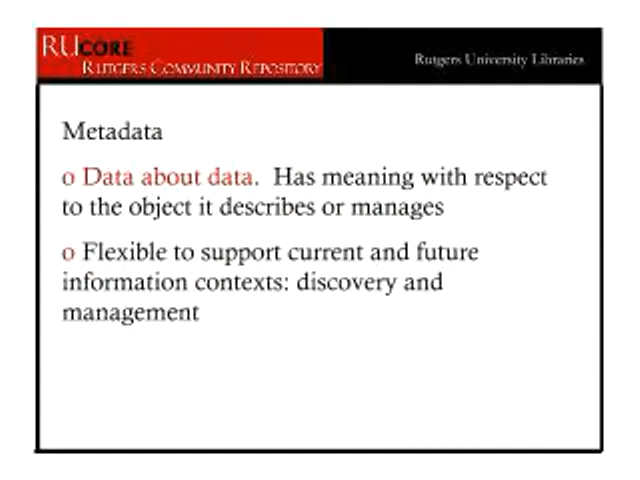 RUCORE
RUTGERS COMMUNITY REPOSITORY
Rutgers University Libraries
Metadata
o Data about data. Has meaning with respect
to the object it describes or manages
o Flexible to support current and future
information contexts: discovery and
management